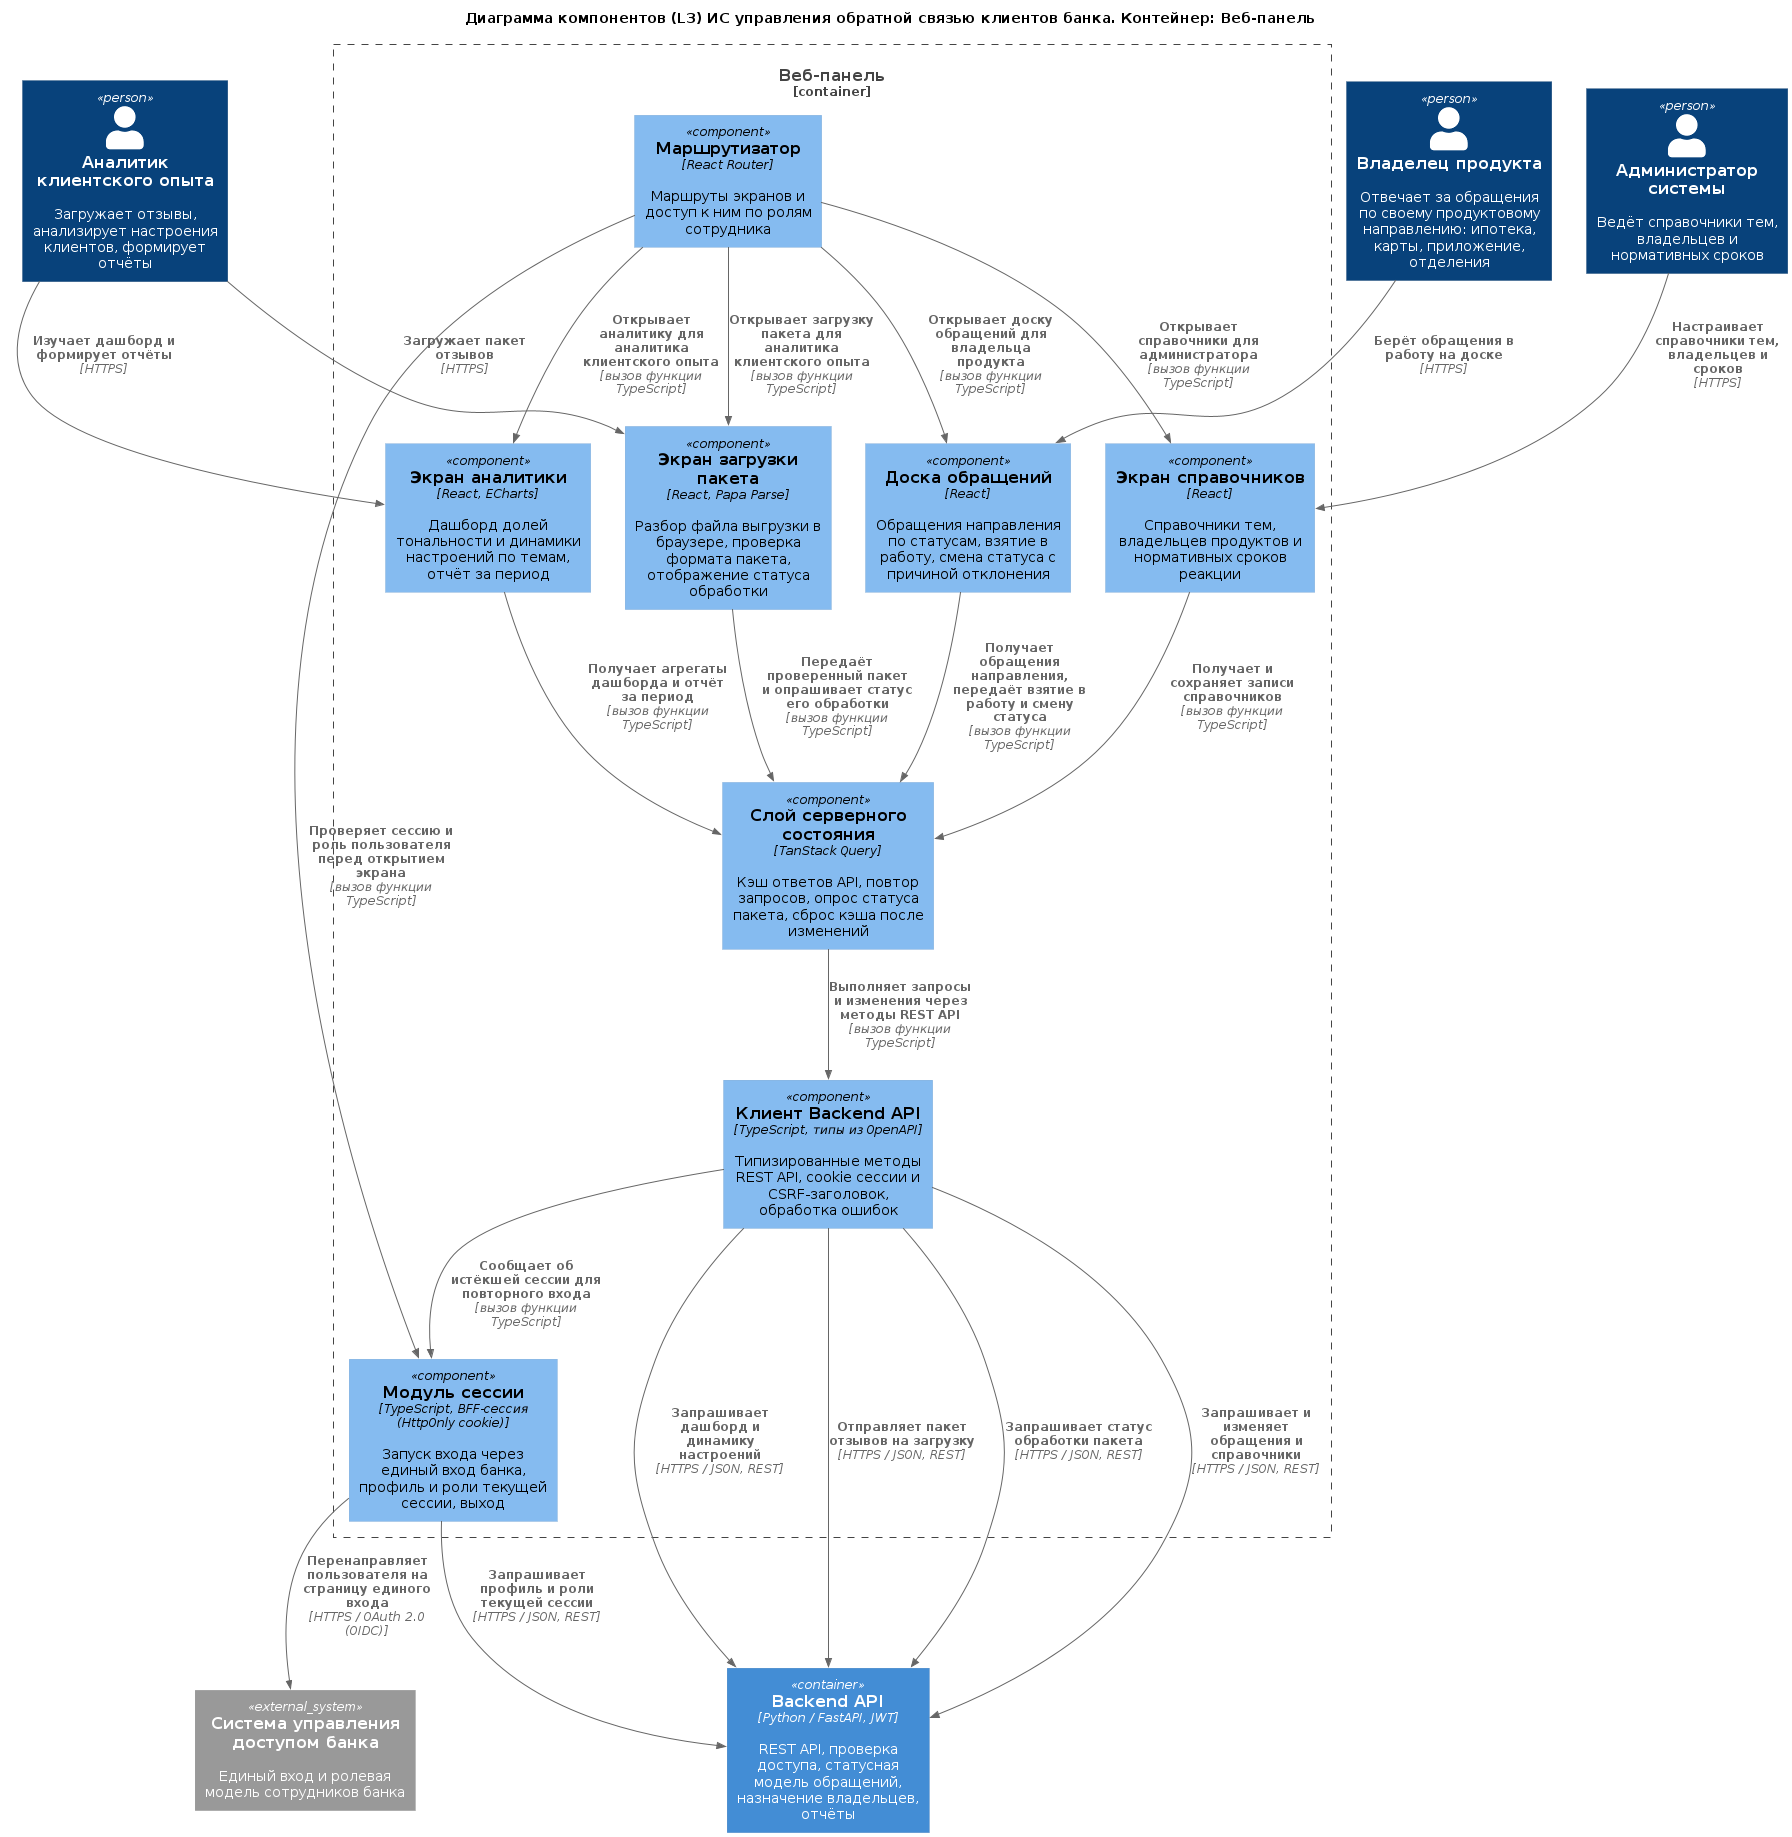 Диаграмма компонентов (L3) ИС управления обратной связью клиентов банка. Контейнер: Веб-панель
Веб-панель
[container]
«person»
Аналитик
клиентского опыта
Загружает отзывы,
анализирует настроения
клиентов, формирует
отчёты
«component»
Маршрутизатор
[React Router]
Маршруты экранов и
доступ к ним по ролям
сотрудника
«person»
Владелец продукта
Отвечает за обращения
по своему продуктовому
направлению: ипотека,
карты, приложение,
отделения
«person»
Администратор
системы
Ведёт справочники тем,
владельцев и
нормативных сроков
Изучает дашборд и
формирует отчёты
[HTTPS]
Загружает пакет
отзывов
[HTTPS]
Открывает
аналитику для
аналитика
клиентского опыта
[вызов функции
TypeScript]
Открывает загрузку
пакета для
аналитика
клиентского опыта
[вызов функции
TypeScript]
Открывает доску
обращений для
владельца
продукта
[вызов функции
TypeScript]
Открывает
справочники для
администратора
[вызов функции
TypeScript]
Берёт обращения в
работу на доске
[HTTPS]
Настраивает
справочники тем,
владельцев и
сроков
[HTTPS]
«component»
Экран аналитики
[React, ECharts]
Дашборд долей
тональности и динамики
настроений по темам,
отчёт за период
«component»
Экран загрузки
пакета
[React, Papa Parse]
Разбор файла выгрузки в
браузере, проверка
формата пакета,
отображение статуса
обработки
«component»
Доска обращений
[React]
Обращения направления
по статусам, взятие в
работу, смена статуса с
причиной отклонения
«component»
Экран справочников
[React]
Справочники тем,
владельцев продуктов и
нормативных сроков
реакции
Получает агрегаты
дашборда и отчёт
за период
[вызов функции
TypeScript]
Передаёт
проверенный пакет
и опрашивает статус
его обработки
[вызов функции
TypeScript]
Получает
обращения
направления,
передаёт взятие в
работу и смену
статуса
[вызов функции
TypeScript]
Получает и
сохраняет записи
справочников
[вызов функции
TypeScript]
Проверяет сессию и
роль пользователя
перед открытием
экрана
[вызов функции
TypeScript]
«component»
Слой серверного
состояния
[TanStack Query]
Кэш ответов API, повтор
запросов, опрос статуса
пакета, сброс кэша после
изменений
Выполняет запросы
и изменения через
методы REST API
[вызов функции
TypeScript]
«component»
Клиент Backend API
[TypeScript, типы из OpenAPI]
Типизированные методы
REST API, cookie сессии и
CSRF-заголовок,
обработка ошибок
Сообщает об
истёкшей сессии для
повторного входа
[вызов функции
TypeScript]
«component»
Модуль сессии
[TypeScript, BFF-сессия
(HttpOnly cookie)]
Запуск входа через
единый вход банка,
профиль и роли текущей
сессии, выход
Запрашивает
дашборд и
динамику
настроений
[HTTPS / JSON, REST]
Отправляет пакет
отзывов на загрузку
[HTTPS / JSON, REST]
Запрашивает статус
обработки пакета
[HTTPS / JSON, REST]
Запрашивает и
изменяет
обращения и
справочники
[HTTPS / JSON, REST]
Перенаправляет
пользователя на
страницу единого
входа
[HTTPS / OAuth 2.0
(OIDC)]
Запрашивает
профиль и роли
текущей сессии
[HTTPS / JSON, REST]
«external_system»
Система управления
доступом банка
Единый вход и ролевая
модель сотрудников банка
«container»
Backend API
[Python / FastAPI, JWT]
REST API, проверка
доступа, статусная
модель обращений,
назначение владельцев,
отчёты